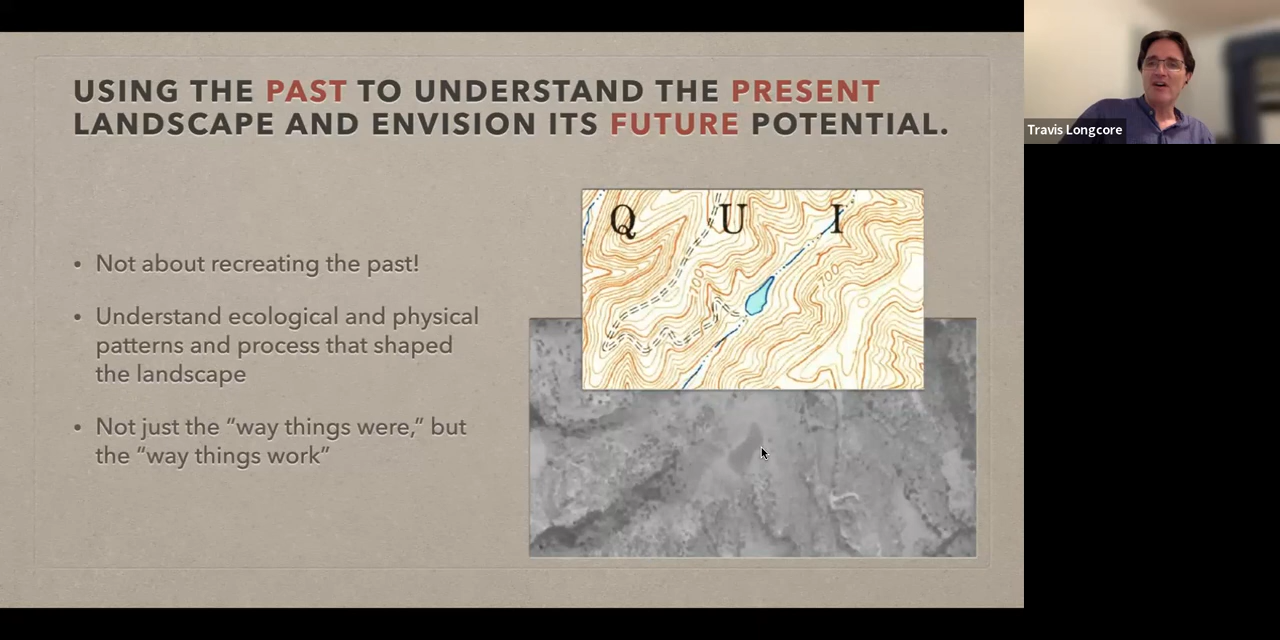 USING THE PAST TO UNDERSTAND THE PRESENT
LANDSCAPE AND ENVISION ITS FUTURE POTENTIAL.
• Not about recreating the past!
• Understand ecological and physical
patterns and process that shaped
the landscape
• Not just the “way things were,” but
the “way things work”
Q U I
700
700
Travis Longcore